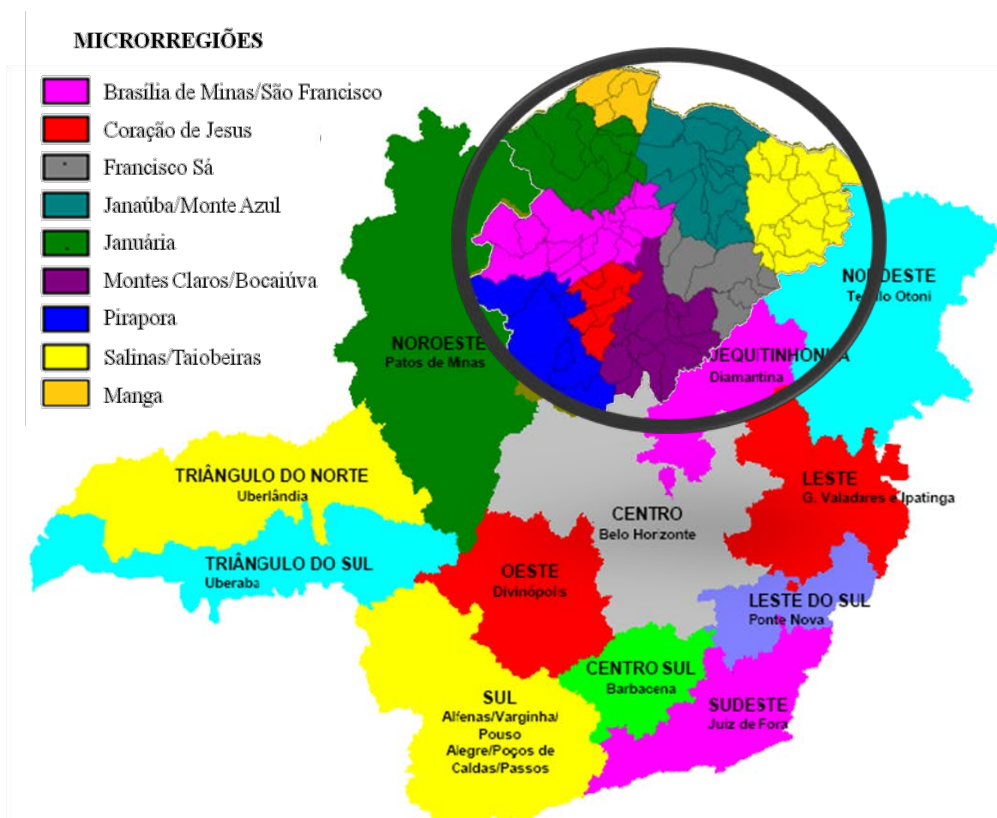 MICRORREGIÕES
Brasília de Minas/São Francisco
Coração de Jesus
Francisco Sá
Janaúba/Monte Azul
Januária
Montes Claros/Bocaiúva
Pirapora
Salinas/Taiobeiras
Manga
NORDESTE
Otoni
NOROESTE
Patos de Minas
JEQUITINHONHA
Diamantina
TRIÂNGULO DO NORTE
Uberlândia
LESTE
G. Valadares e Ipatinga
CENTRO
Belo Horizonte
TRIÂNGULO DO SUL
Uberaba
OESTE
Divinópolis
LESTE DO SUL
Ponte Nova
CENTRO SUL
Barbacena
SUL
Alfenas/Varginha/
Pouso
Alegre/Poços de
Caldas/Passos
SUDESTE
Juiz de Fora